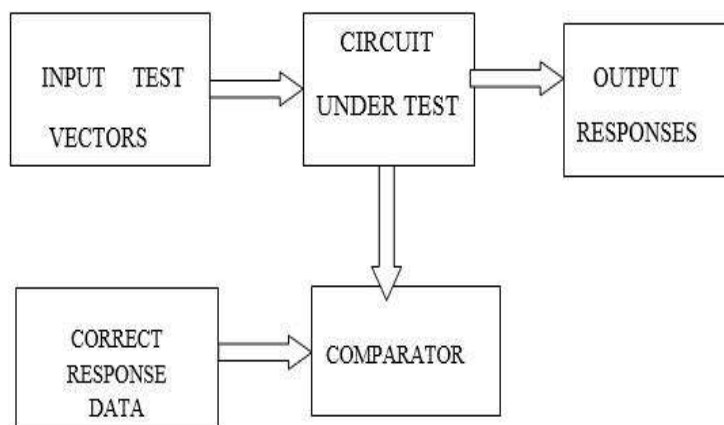 INPUT TEST
VECTORS
CIRCUIT
UNDER TEST
OUTPUT
RESPONSES
CORRECT
RESPONSE
DATA
COMPARATOR